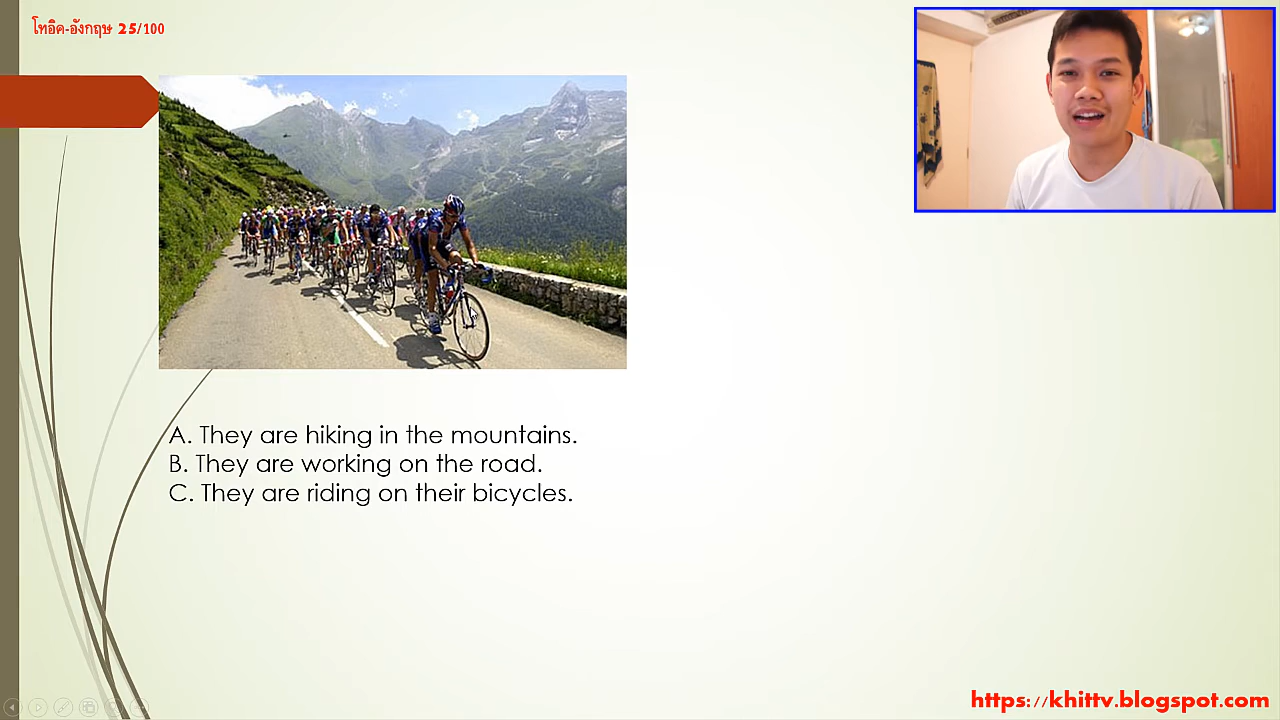 โทอิค-อังกฤษ 25/100
A. They are hiking in the mountains.
B. They are working on the road.
C. They are riding on their bicycles.
https://khittv.blogspot.com